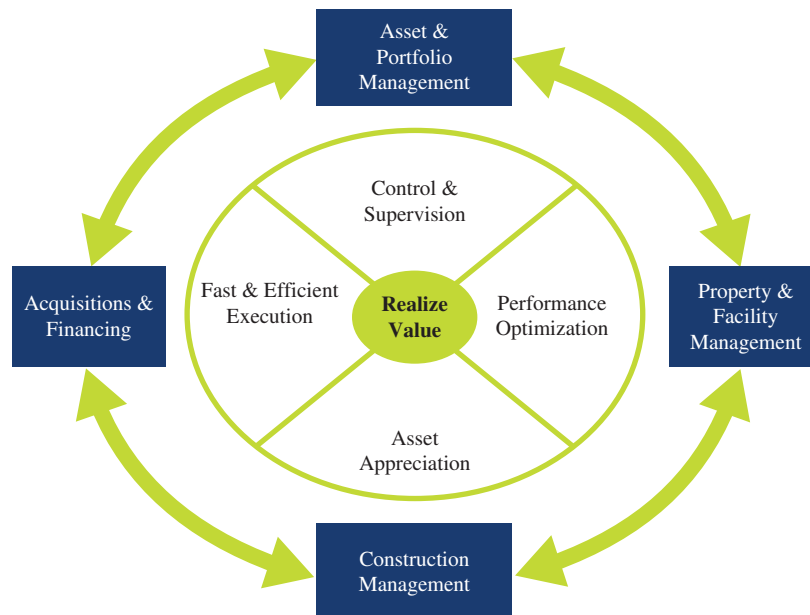 Asset &
Portfolio
Management
Control &
Supervision
Acquisitions &
Financing
Fast & Efficient
Execution
Realize
Value
Performance
Optimization
Property &
Facility
Management
Asset
Appreciation
Construction
Management